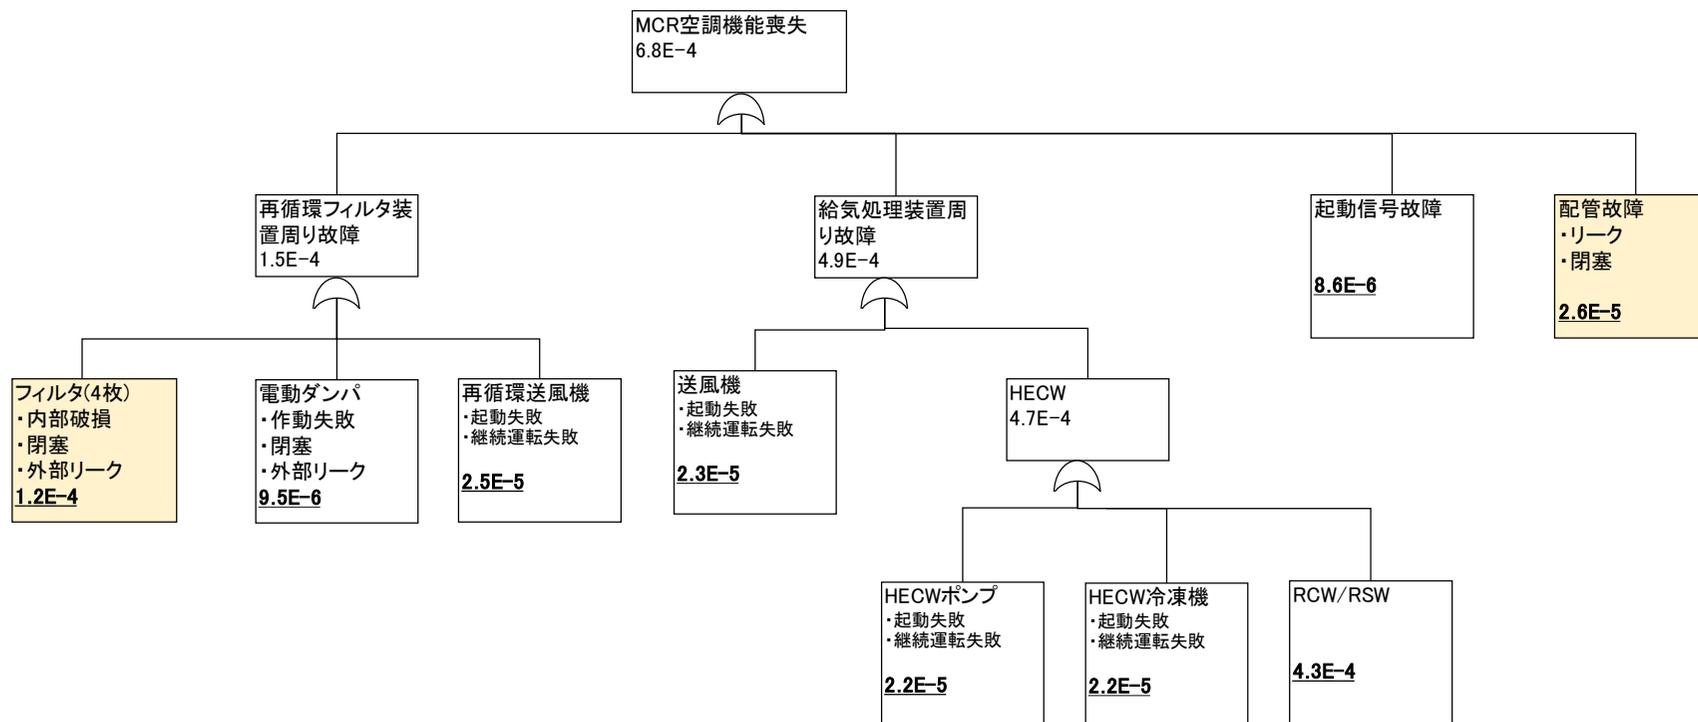 MCR空調機能喪失
6.8E-4
再循環フィルタ装
置周り故障
1.5E-4
給気処理装置周
り故障
4.9E-4
起動信号故障
8.6E-6
配管故障
・リーク
・閉塞
2.6E-5
フィルタ(4枚)
・内部破損
・閉塞
・外部リーク
1.2E-4
電動ダンパ
・作動失敗
・閉塞
・外部リーク
9.5E-6
再循環送風機
・起動失敗
・継続運転失敗
2.5E-5
送風機
・起動失敗
・継続運転失敗
2.3E-5
HECW
4.7E-4
HECWポンプ
・起動失敗
・継続運転失敗
2.2E-5
HECW冷凍機
・起動失敗
・継続運転失敗
2.2E-5
RCW/RSW
4.3E-4